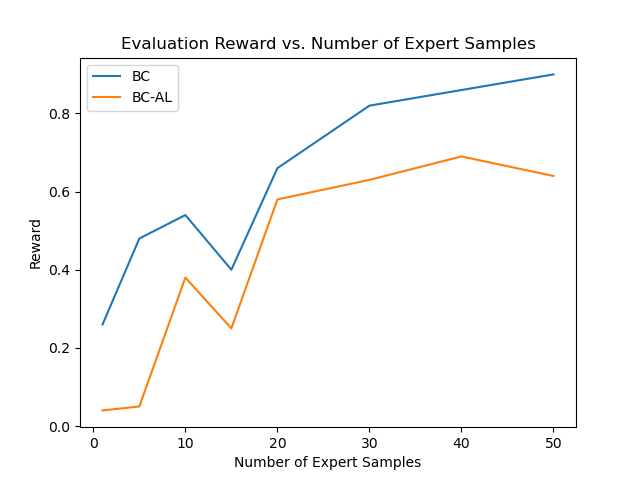 Evaluation Reward vs. Number of Expert Samples
BC
BC-AL
0.8
0.6
0.4
0.2
0.0
Reward
0 10 20 30 40 50
Number of Expert Samples